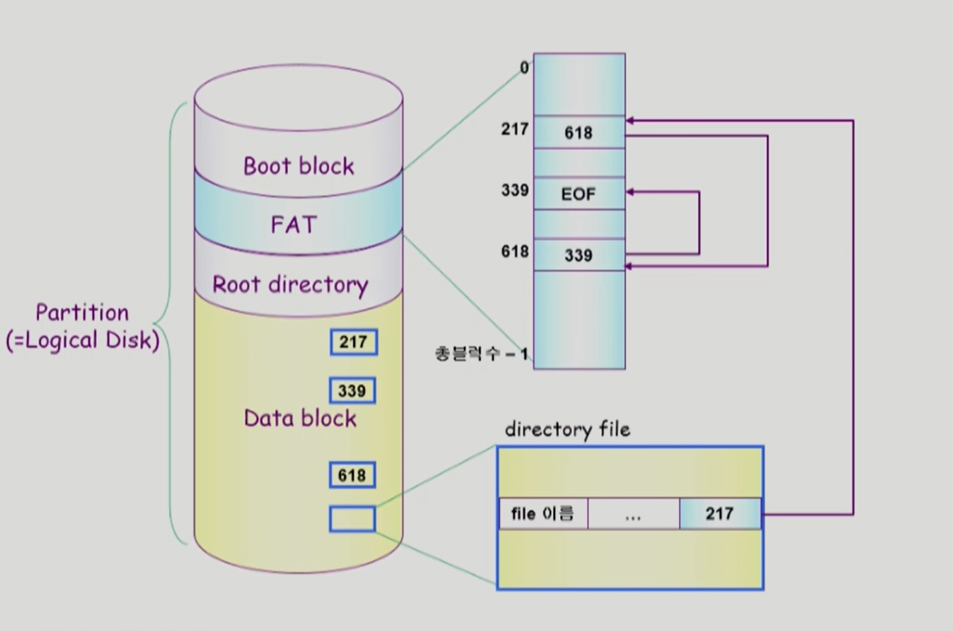 Boot block
FAT
Root directory
Partition
(=Logical Disk)
217
339
Data block
618
0
217
618
339
EOF
618
339
총블럭수 – 1
directory file
file 이름
...
217